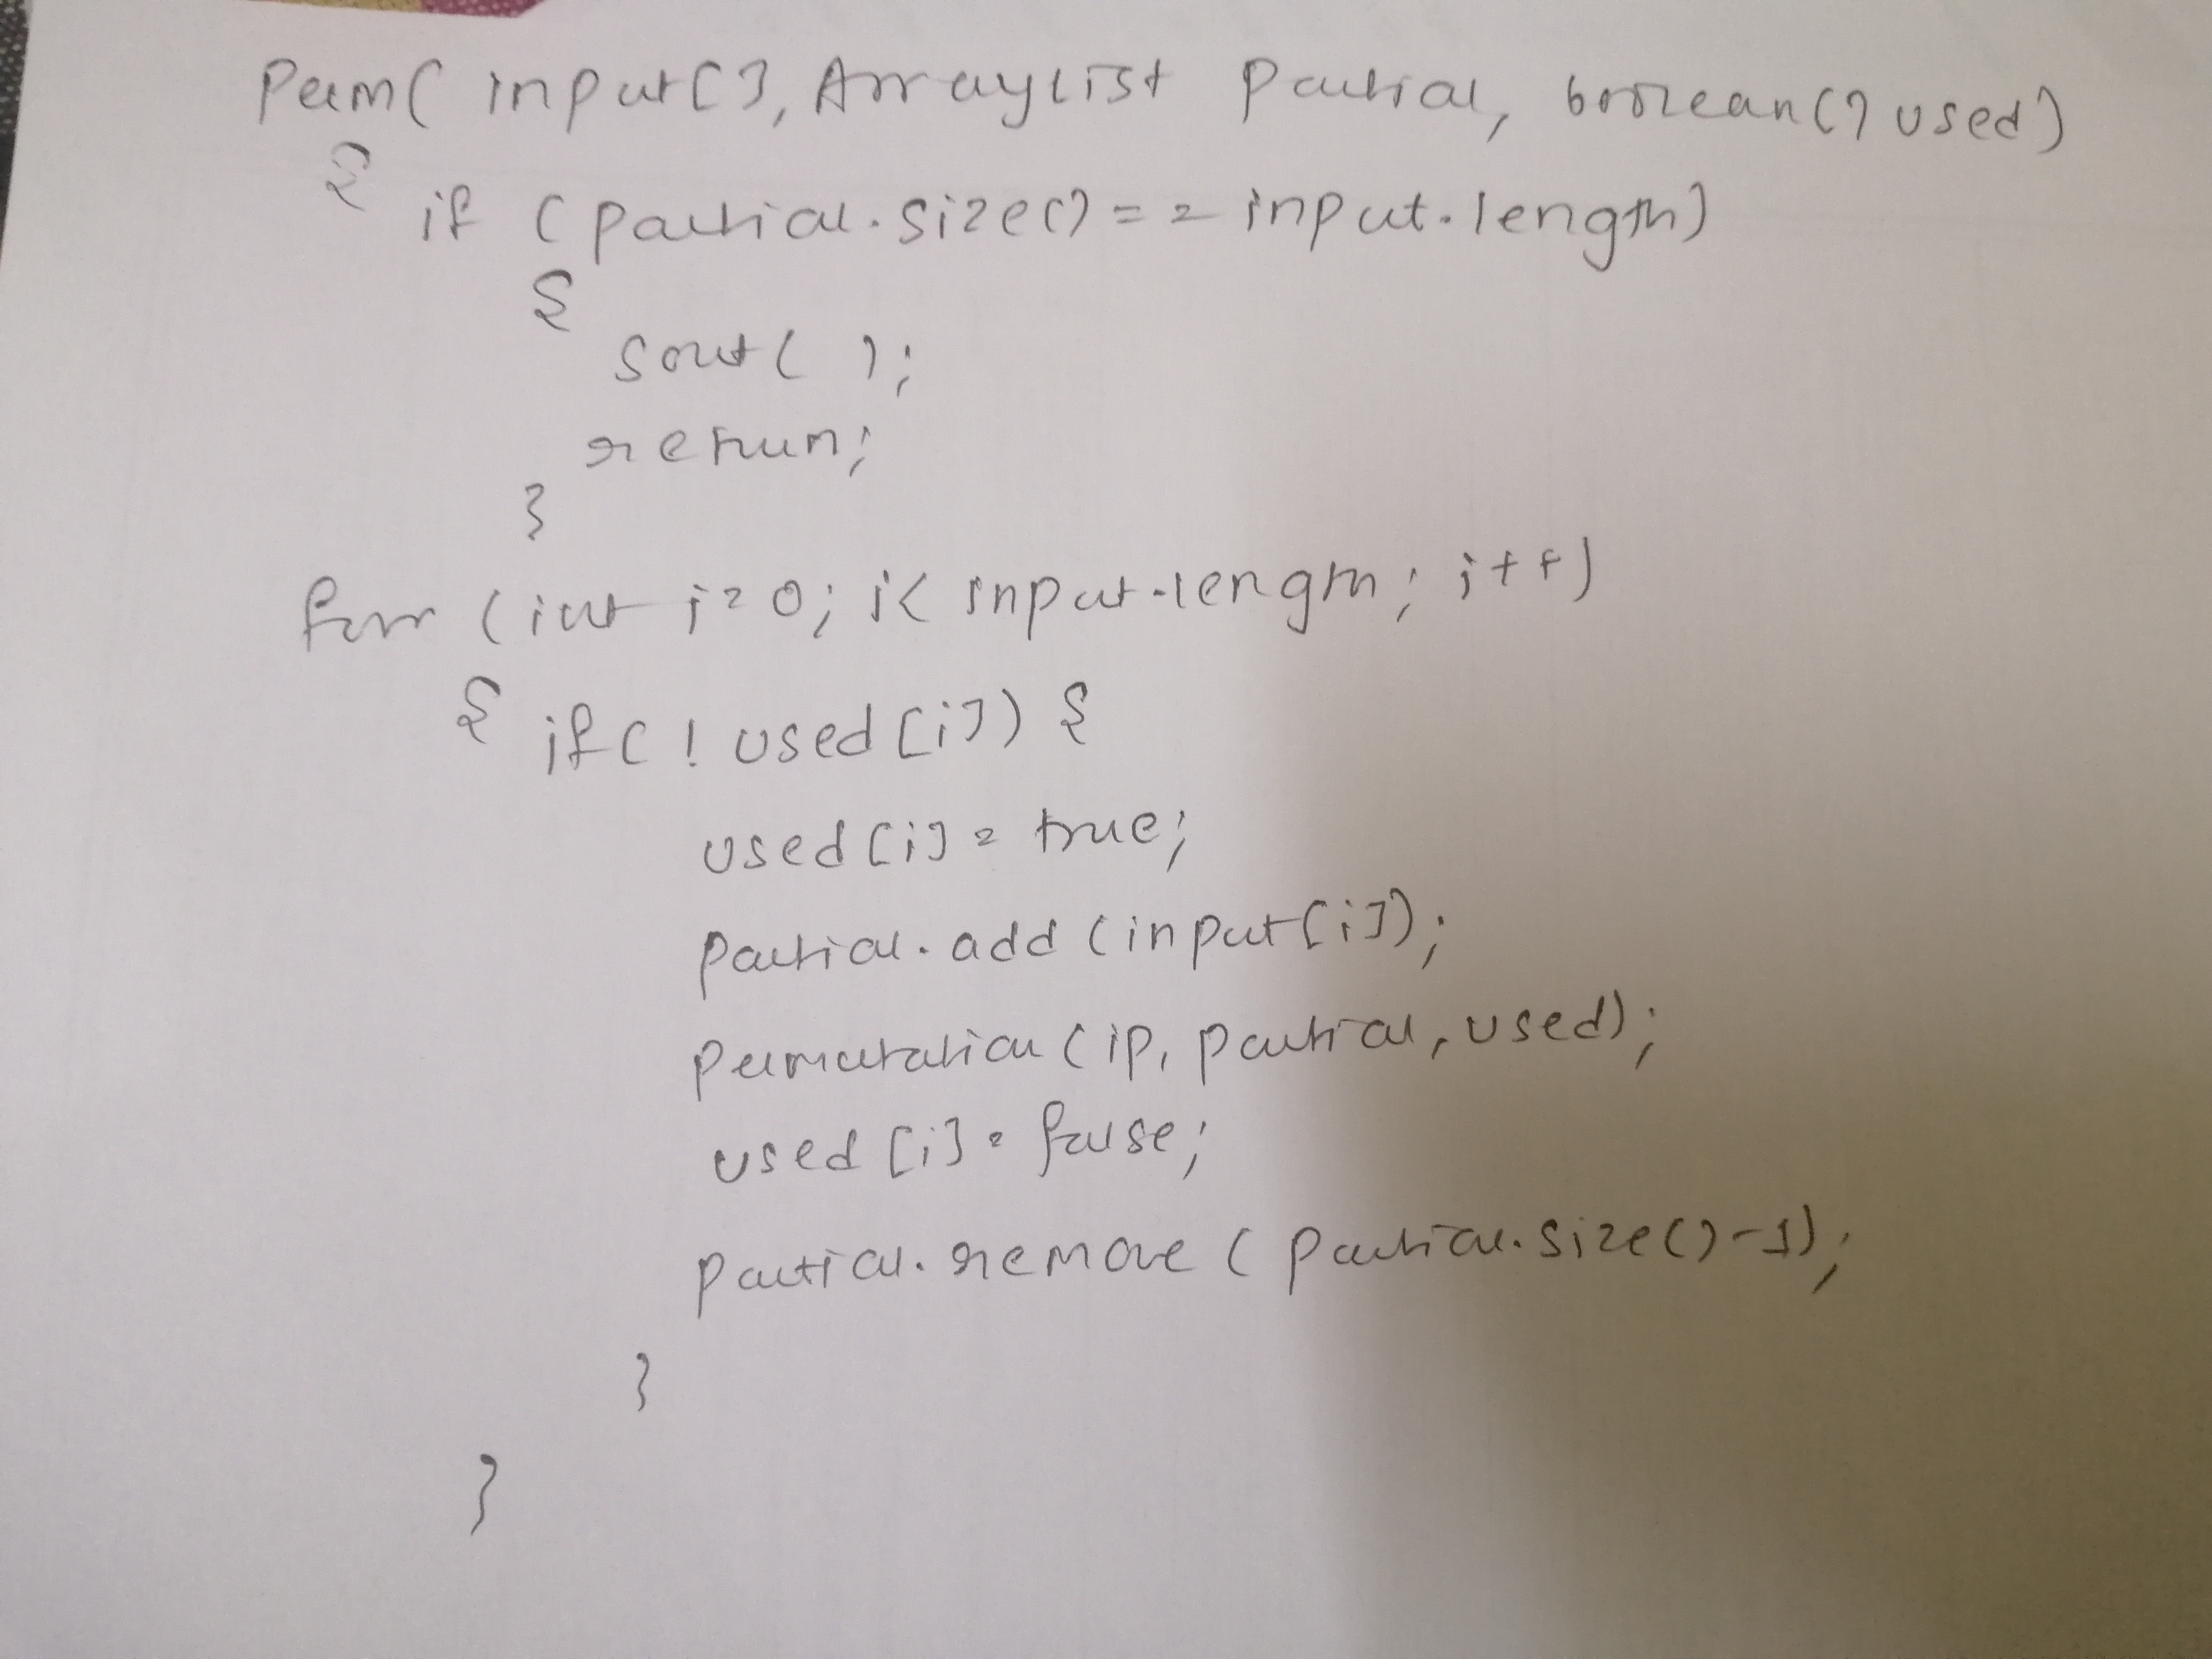 Perm( input[], ArrayList Partial, boolean[] used)
{
if (partial.size() == input.length)
{
sout( );
return;
}
for (int i=0; i< input.length; i++)
{ if( ! used[i]) {
used[i] = true;
partial.add (input[i]);
permutation (ip, partial, used);
used [i] = false;
partial.remove (partial.size()-1);
}
}